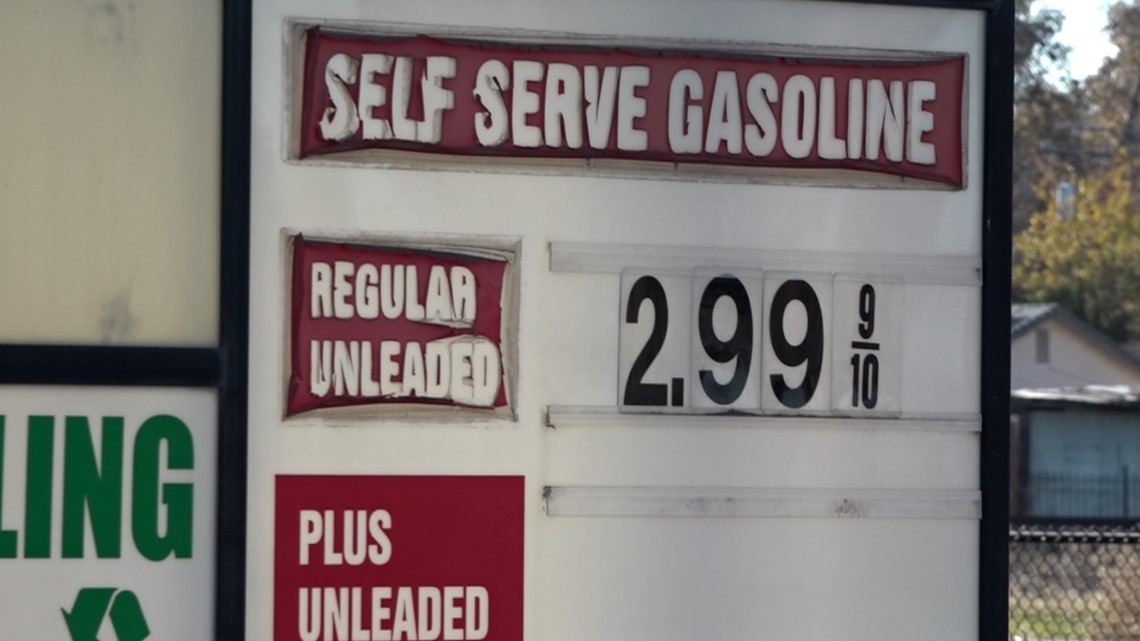 SELF SERVE GASOLINE
REGULAR
UNLEADED
2.99 9/10
PLUS
UNLEADED
LING